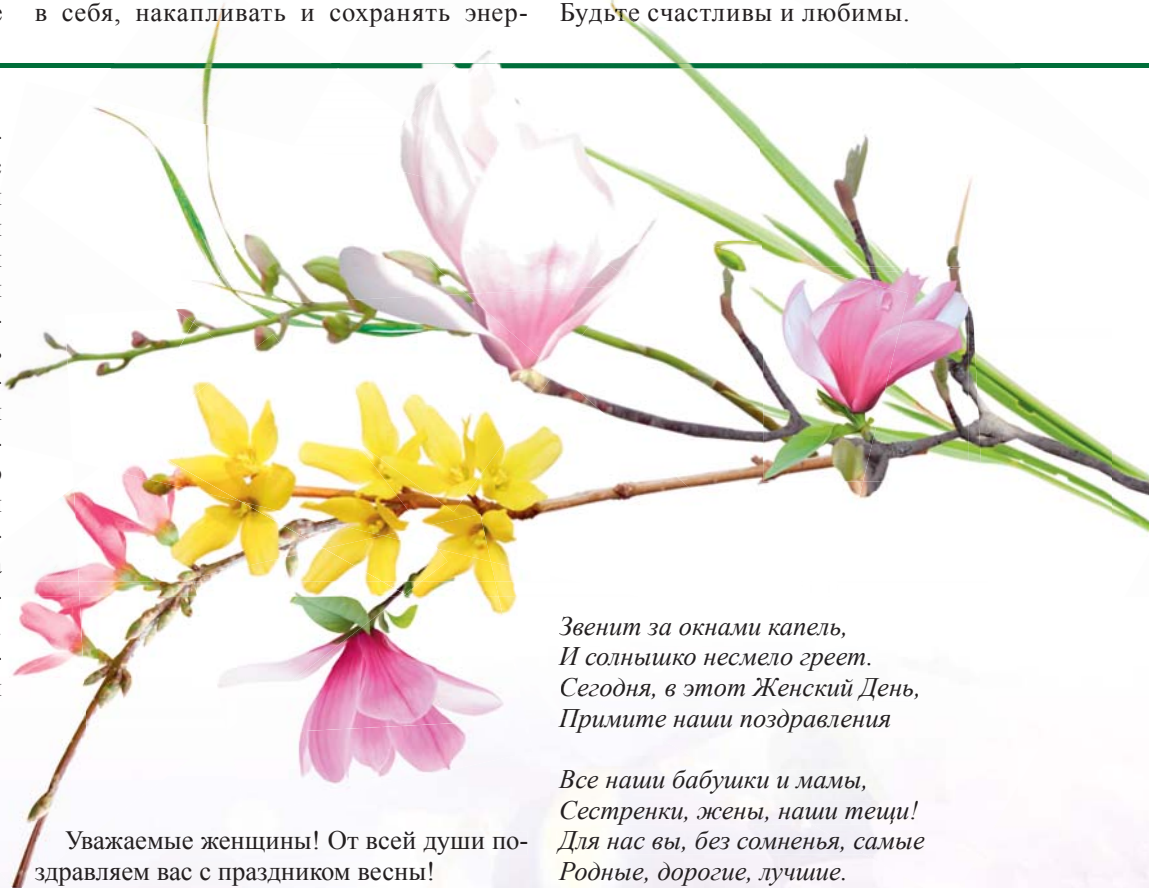 в себя, накапливать и сохранять энер-
Будьте счастливы и любимы.
Уважаемые женщины! От всей души по-
здравляем вас с праздником весны!
Звенит за окнами капель,
И солнышко несмело греет.
Сегодня, в этот Женский День,
Примите наши поздравления
Все наши бабушки и мамы,
Сестренки, жены, наши тещи!
Для нас вы, без сомненья, самые
Родные, дорогие, лучшие.